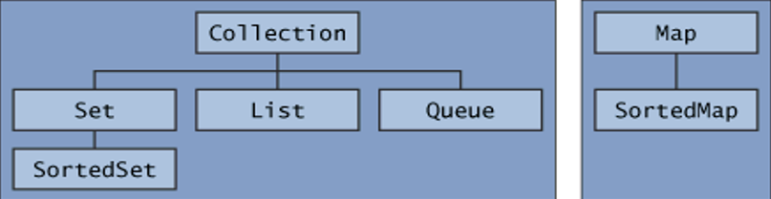 Collection
Map
Set
List
Queue
SortedMap
SortedSet